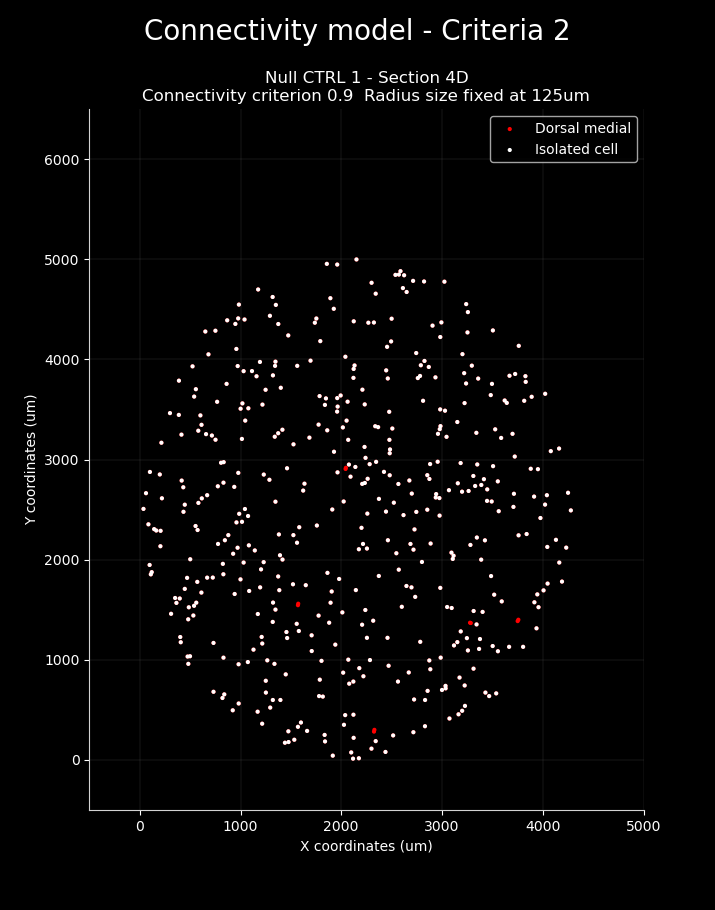 Connectivity model - Criteria 2
Null CTRL 1 - Section 4D
Connectivity criterion 0.9  Radius size fixed at 125um
Dorsal medial
Isolated cell
6000
5000
4000
3000
2000
1000
0
Y coordinates (um)
0 1000 2000 3000 4000 5000
X coordinates (um)